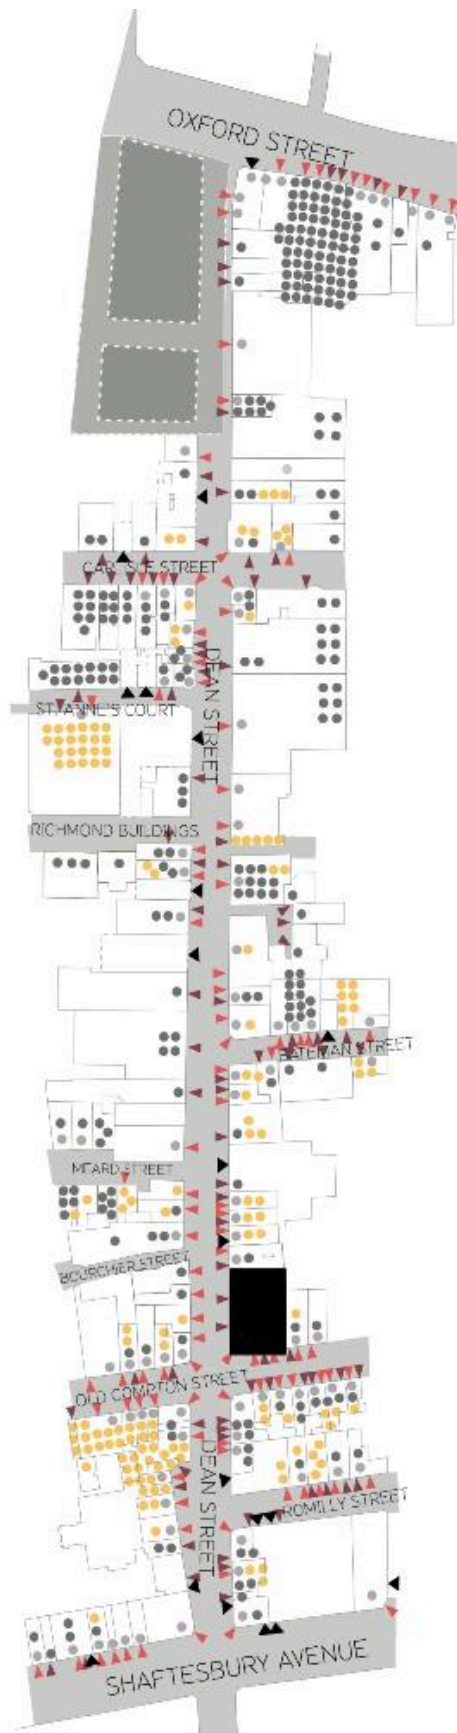 OXFORD STREET
CARLISLE STREET
DEAN STREET
ST. ANNE'S COURT
RICHMOND BUILDINGS
BATEMAN STREET
MEARD STREET
BOURCHIER STREET
OLD COMPTON STREET
DEAN STREET
ROMILLY STREET
SHAFTESBURY AVENUE